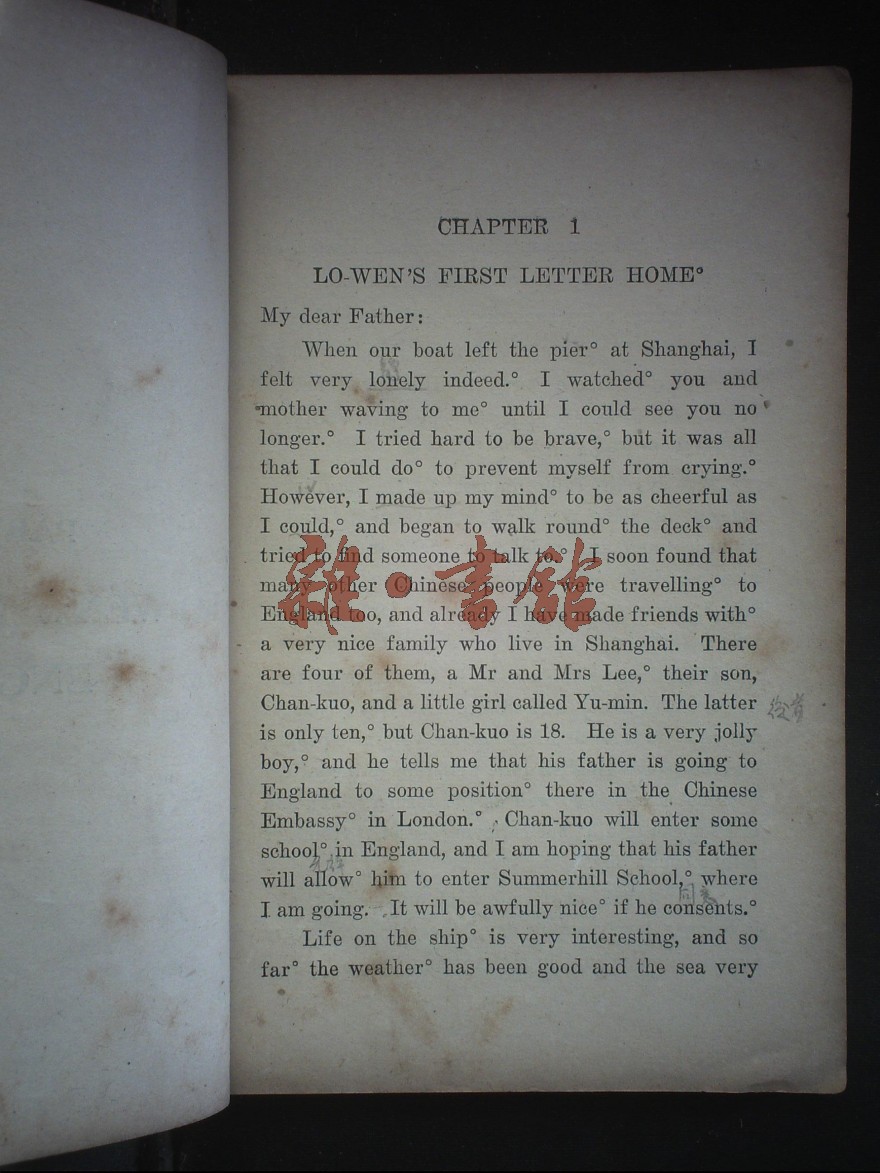 CHAPTER 1
LO-WEN'S FIRST LETTER HOME°
My dear Father:
When our boat left the pier° at Shanghai, I
felt very lonely indeed.° I watched° you and
mother waving to me° until I could see you no
longer.° I tried hard to be brave,° but it was all
that I could do° to prevent myself from crying.°
However, I made up my mind° to be as cheerful as
I could,° and began to walk round° the deck° and
tried to find someone to talk to.° I soon found that
many other Chinese people were travelling° to
England too, and already I have made friends with°
a very nice family who live in Shanghai. There
are four of them, a Mr and Mrs Lee,° their son,
Chan-kuo, and a little girl called Yu-min. The latter
is only ten,° but Chan-kuo is 18. He is a very jolly
boy,° and he tells me that his father is going to
England to some position° there in the Chinese
Embassy° in London.° Chan-kuo will enter some
school° in England, and I am hoping that his father
will allow° him to enter Summerhill School,° where
I am going. It will be awfully nice° if he consents.°
同意
Life on the ship° is very interesting, and so
far° the weather° has been good and the sea very
雜·書館